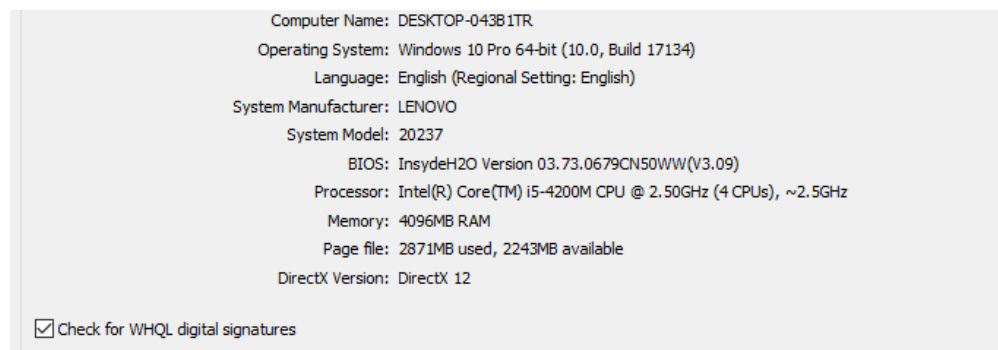 Computer Name: DESKTOP-043B1TR
Operating System: Windows 10 Pro 64-bit (10.0, Build 17134)
Language: English (Regional Setting: English)
System Manufacturer: LENOVO
System Model: 20237
BIOS: InsydeH2O Version 03.73.0679CN50WW(V3.09)
Processor: Intel(R) Core(TM) i5-4200M CPU @ 2.50GHz (4 CPUs), ~2.5GHz
Memory: 4096MB RAM
Page file: 2871MB used, 2243MB available
DirectX Version: DirectX 12
Check for WHQL digital signatures